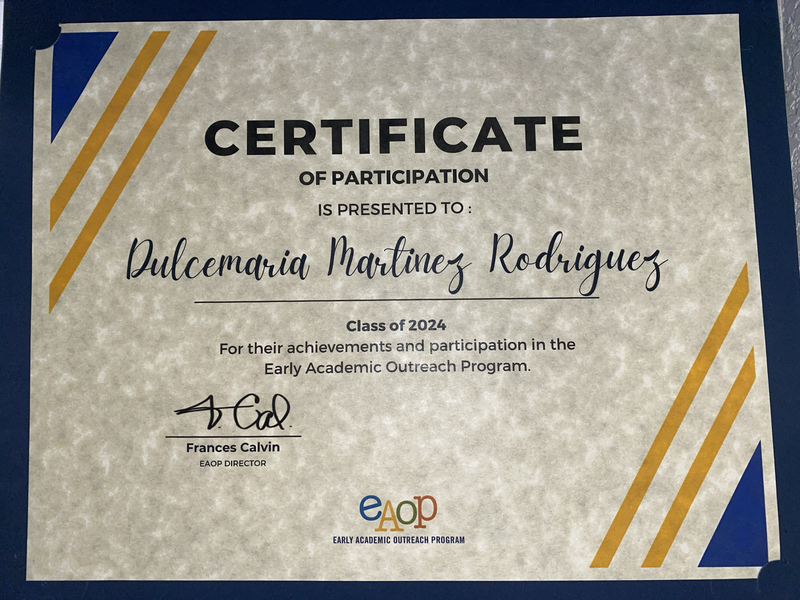 CERTIFICATE
OF PARTICIPATION
IS PRESENTED TO :
Dulcemaria Martinez Rodriguez
Class of 2024
For their achievements and participation in the
Early Academic Outreach Program.
Frances Calvin
EAOP DIRECTOR
eAop
EARLY ACADEMIC OUTREACH PROGRAM